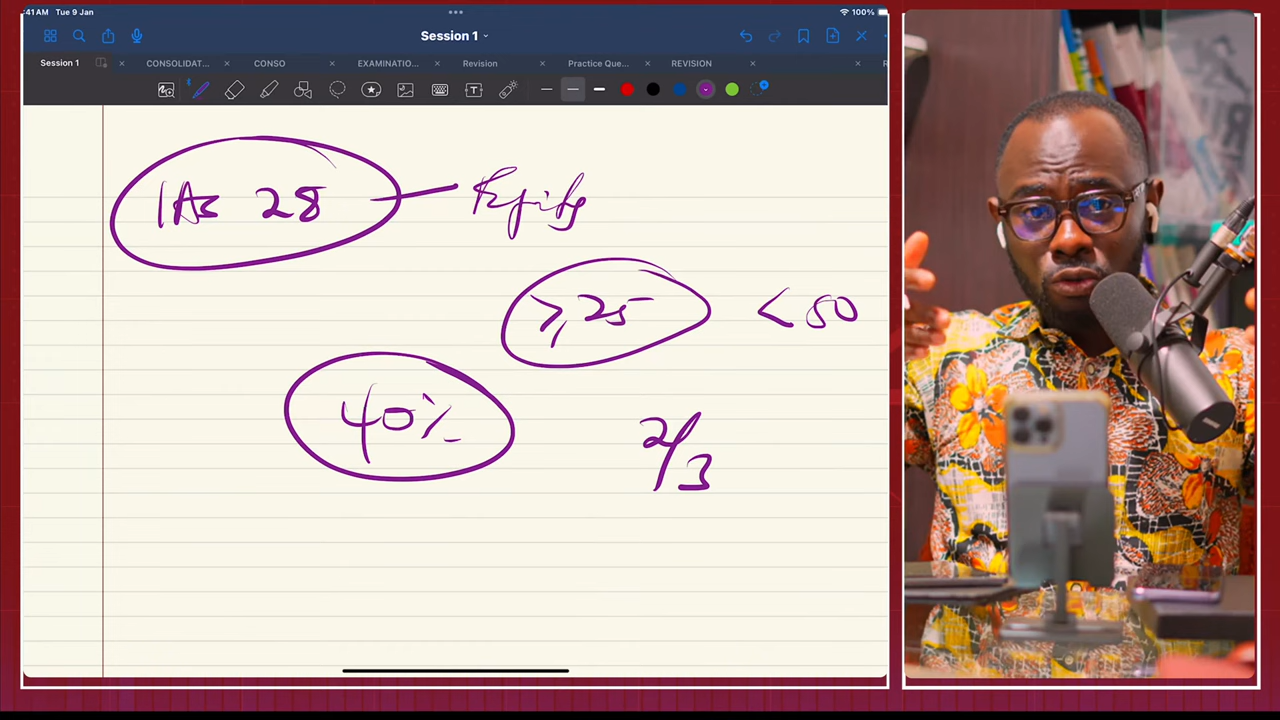 :41 AM Tue 9 Jan
100%
Session 1
Session 1
CONSOLIDAT...
CONSO
EXAMINATIO...
Revision
Practice Que...
REVISION
IAS 28
Equity
≥ 25 < 50
40%
2/3